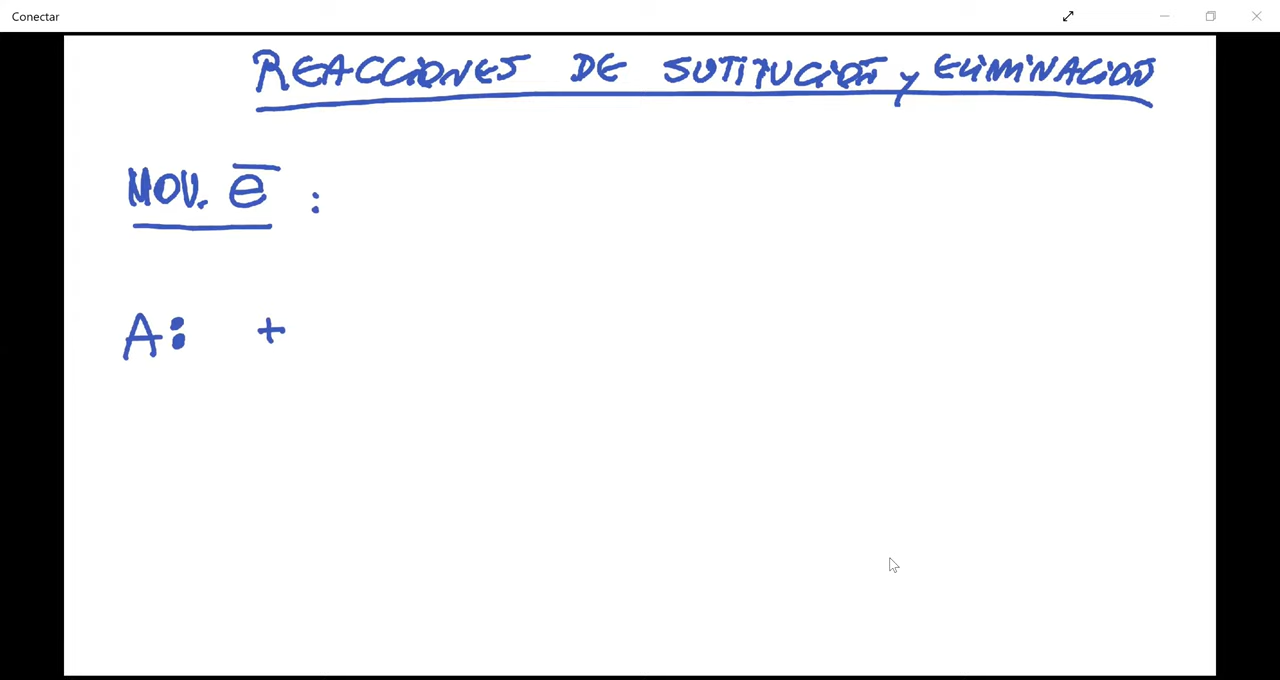 Conectar
REACCIONES DE SUTITUCIÓN y ELIMINACIÓN
MOV. e̅ :
A: +